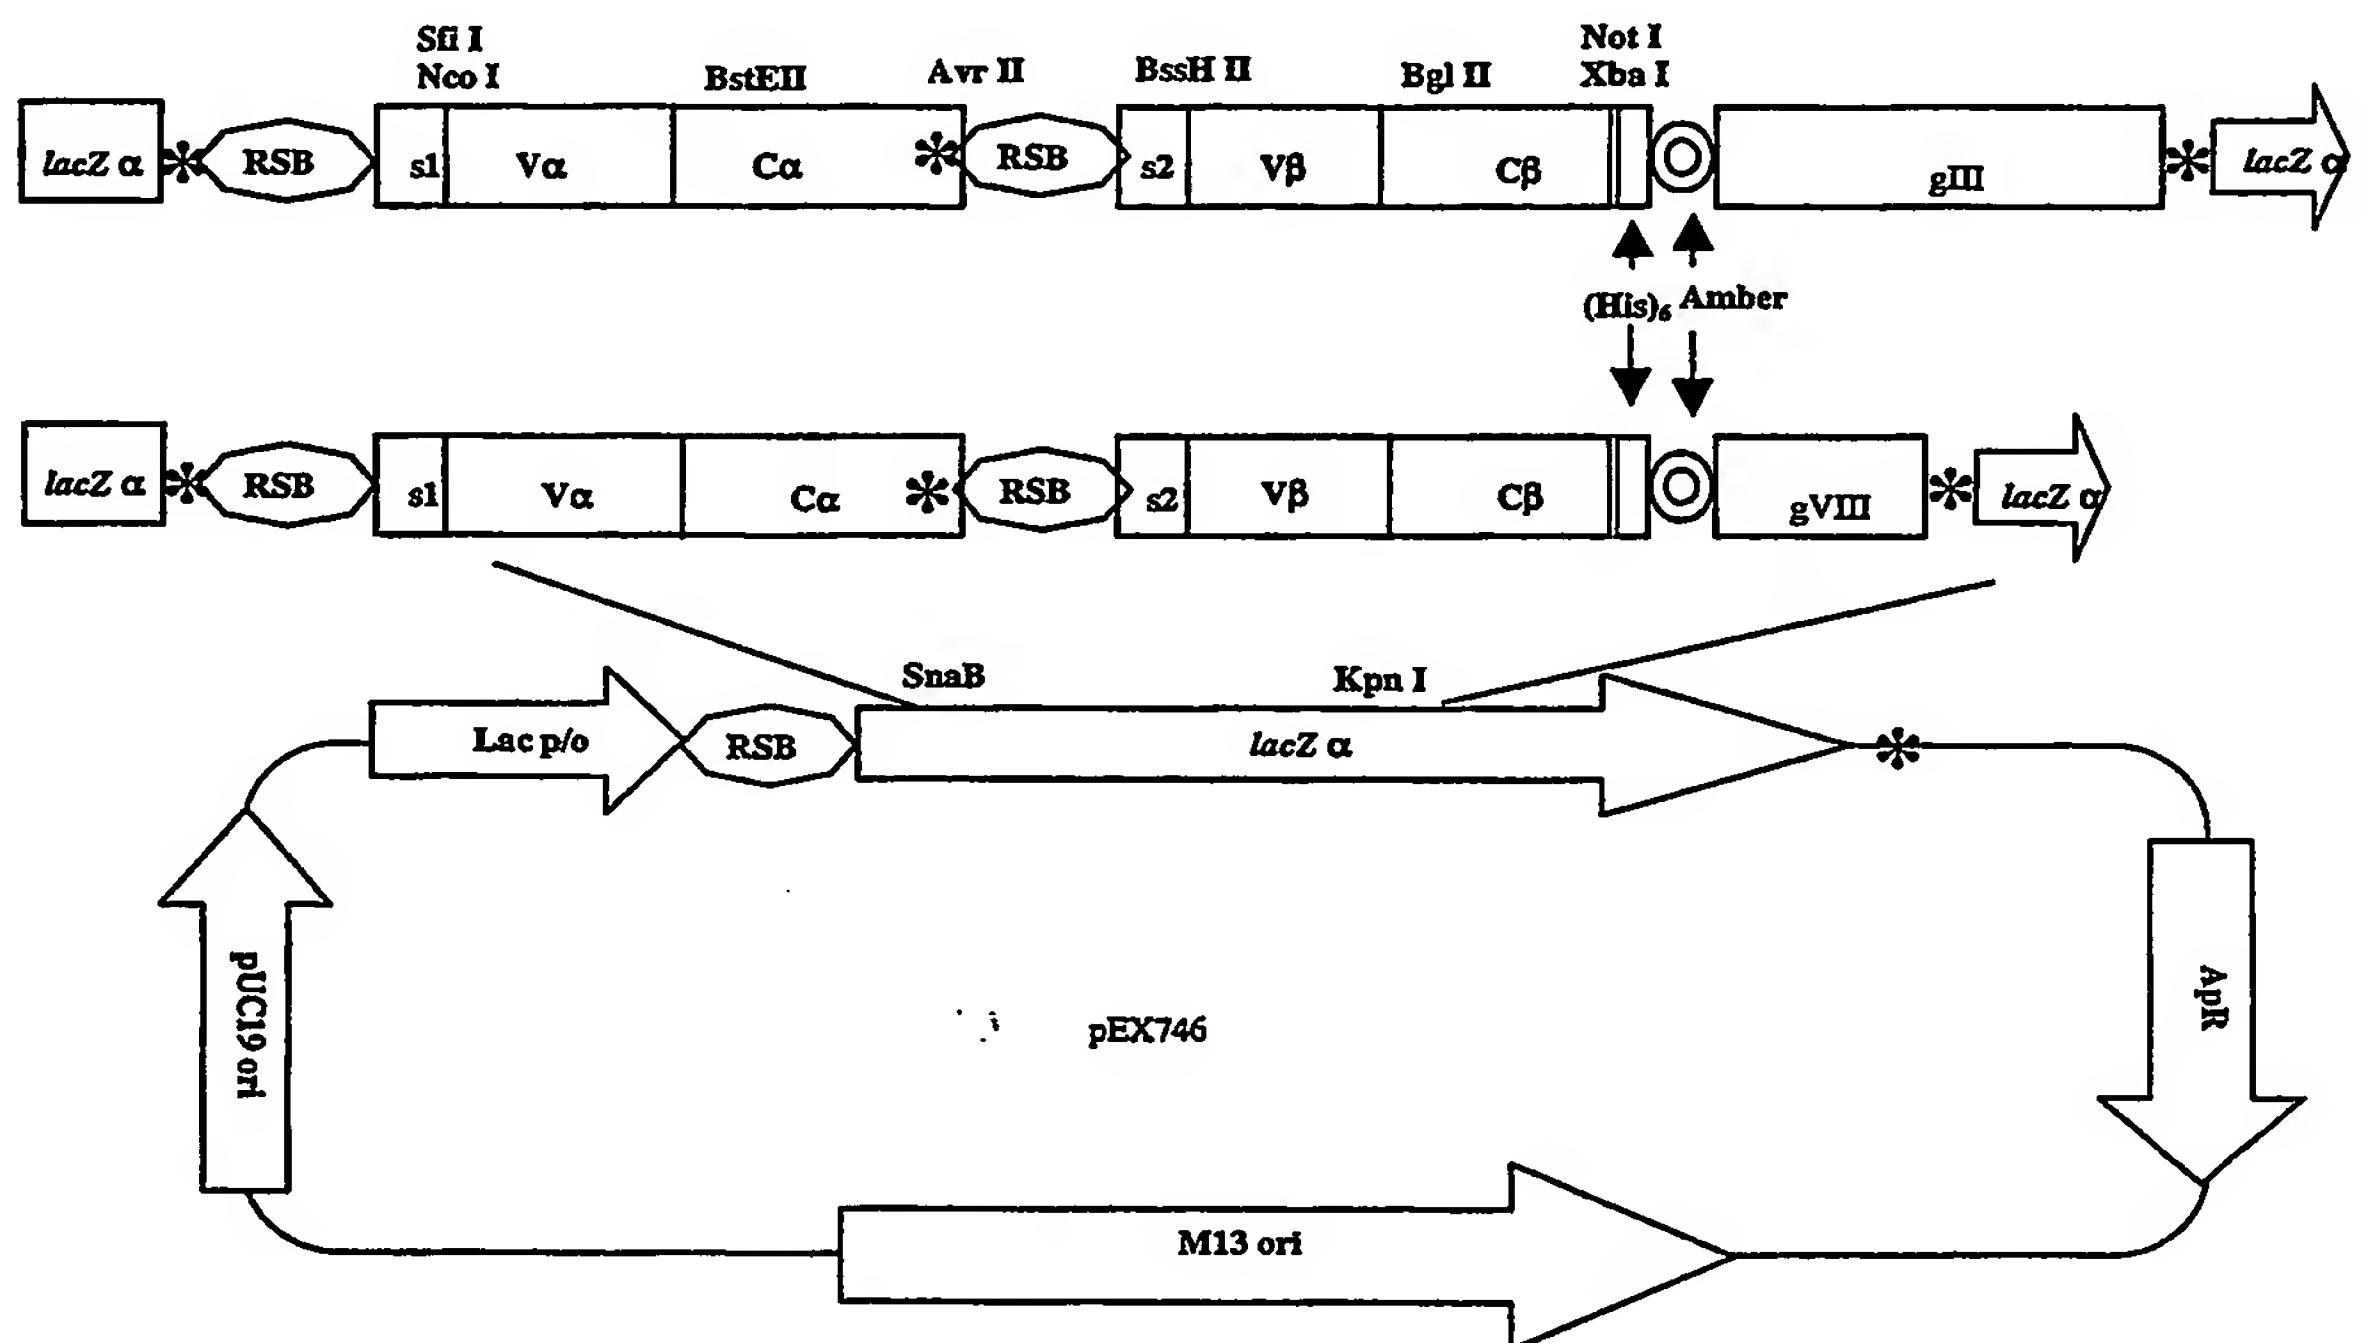 Sfi I
Nco I
BstEII
Avr II
BssH II
Bgl II
Not I
Xba I
lacZ α * RSB s1 Vα Cα * RSB s2 Vβ Cβ gIII * lacZ α
(His)6 Amber
lacZ α * RSB s1 Vα Cα * RSB s2 Vβ Cβ gVIII * lacZ α
SnaB
Kpn I
Lac p/o RSB lacZ α *
pUC19 ori
ApR
pEX746
M13 ori